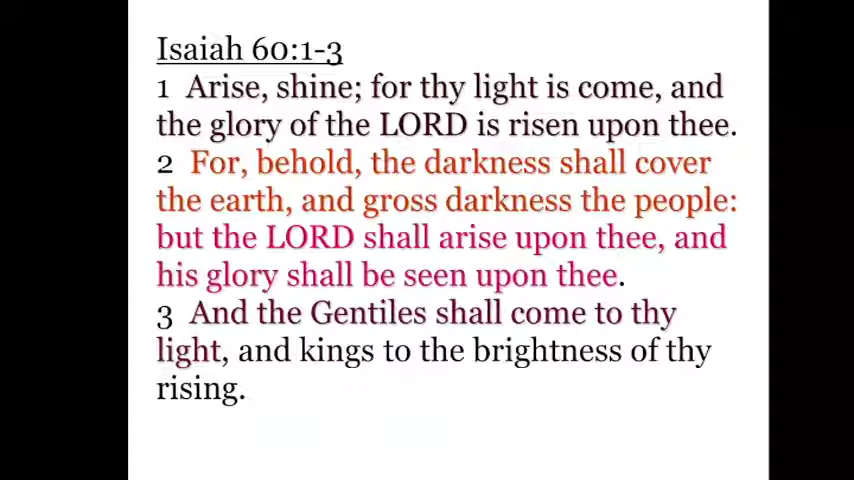 Isaiah 60:1-3
1 Arise, shine; for thy light is come, and
the glory of the LORD is risen upon thee.
2 For, behold, the darkness shall cover
the earth, and gross darkness the people:
but the LORD shall arise upon thee, and
his glory shall be seen upon thee.
3 And the Gentiles shall come to thy
light, and kings to the brightness of thy
rising.